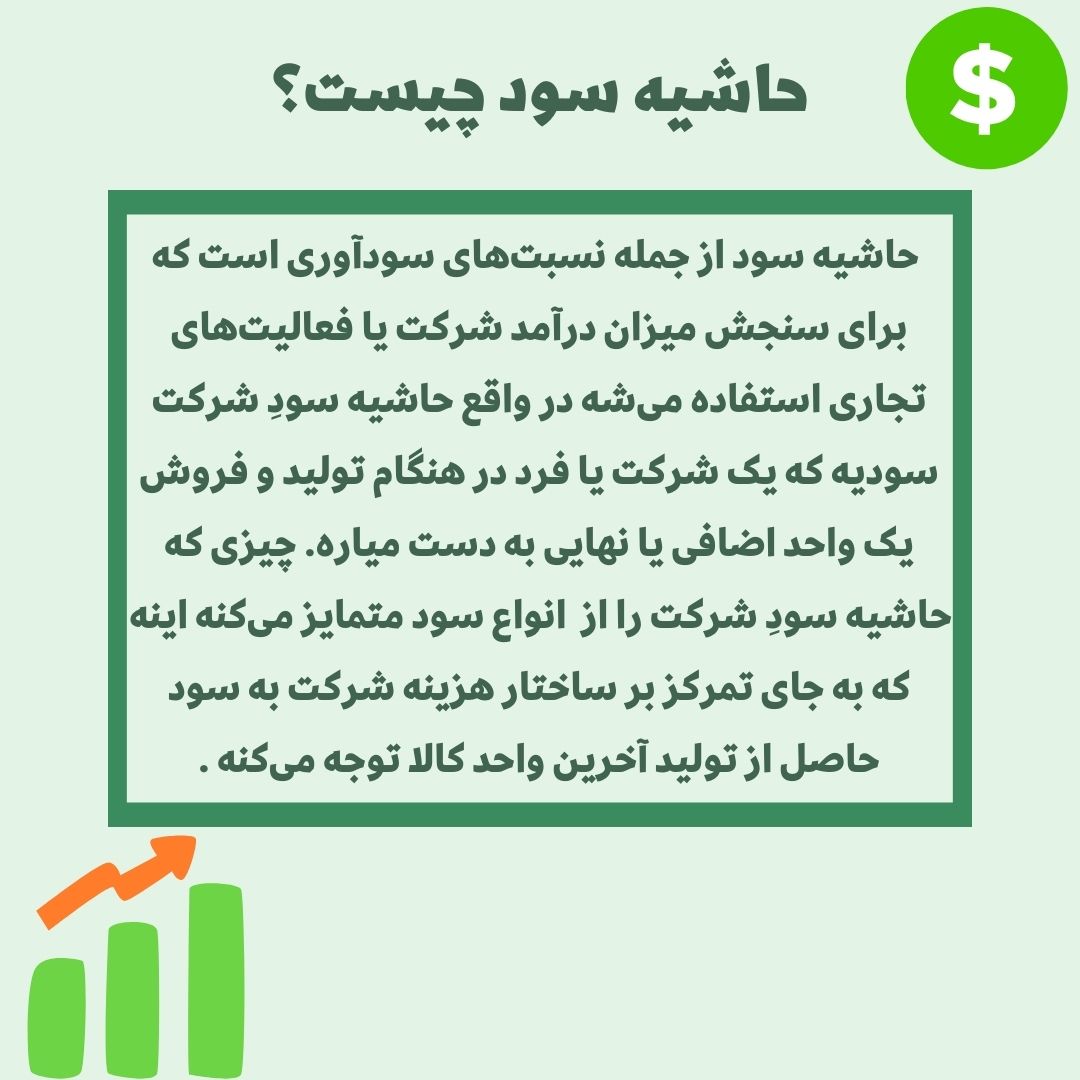 حاشیه سود چیست؟
$
حاشیه سود از جمله نسبت‌های سودآوری است که
برای سنجش میزان درآمد شرکت یا فعالیت‌های
تجاری استفاده می‌شه در واقع حاشیه سودِ شرکت
سودیه که یک شرکت یا فرد در هنگام تولید و فروش
یک واحد اضافی یا نهایی به دست میاره. چیزی که
حاشیه سودِ شرکت را از انواع سود متمایز می‌کنه اینه
که به جای تمرکز بر ساختار هزینه شرکت به سود
حاصل از تولید آخرین واحد کالا توجه می‌کنه .